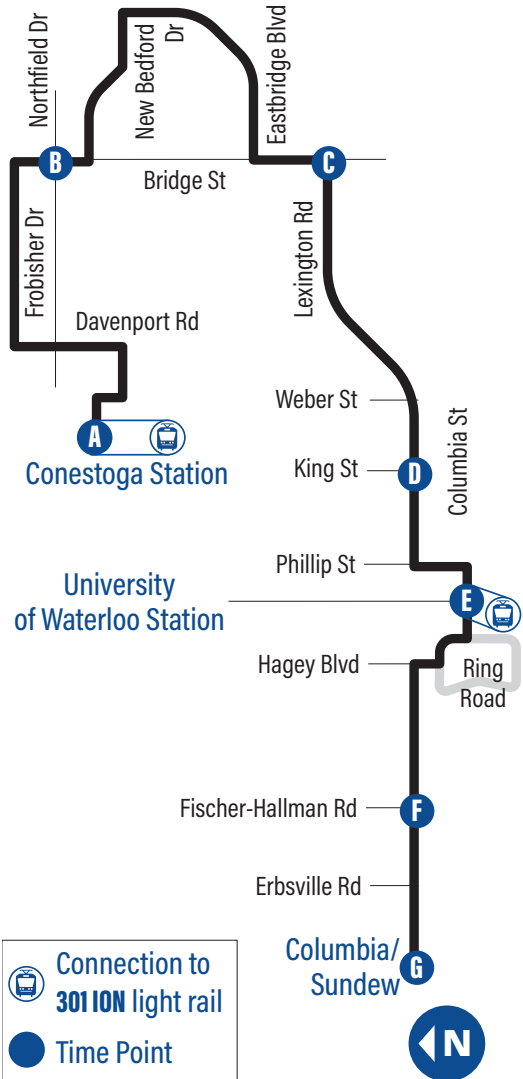 Northfield Dr
New Bedford
Dr
Eastbridge Blvd
B
C
Bridge St
Frobisher Dr
Lexington Rd
Davenport Rd
Weber St
A
Conestoga Station
King St
D
Columbia St
Phillip St
University
of Waterloo Station
E
Hagey Blvd
Ring
Road
Fischer-Hallman Rd
F
Erbsville Rd
Columbia/
Sundew
G
Connection to
301 ION light rail
Time Point
N